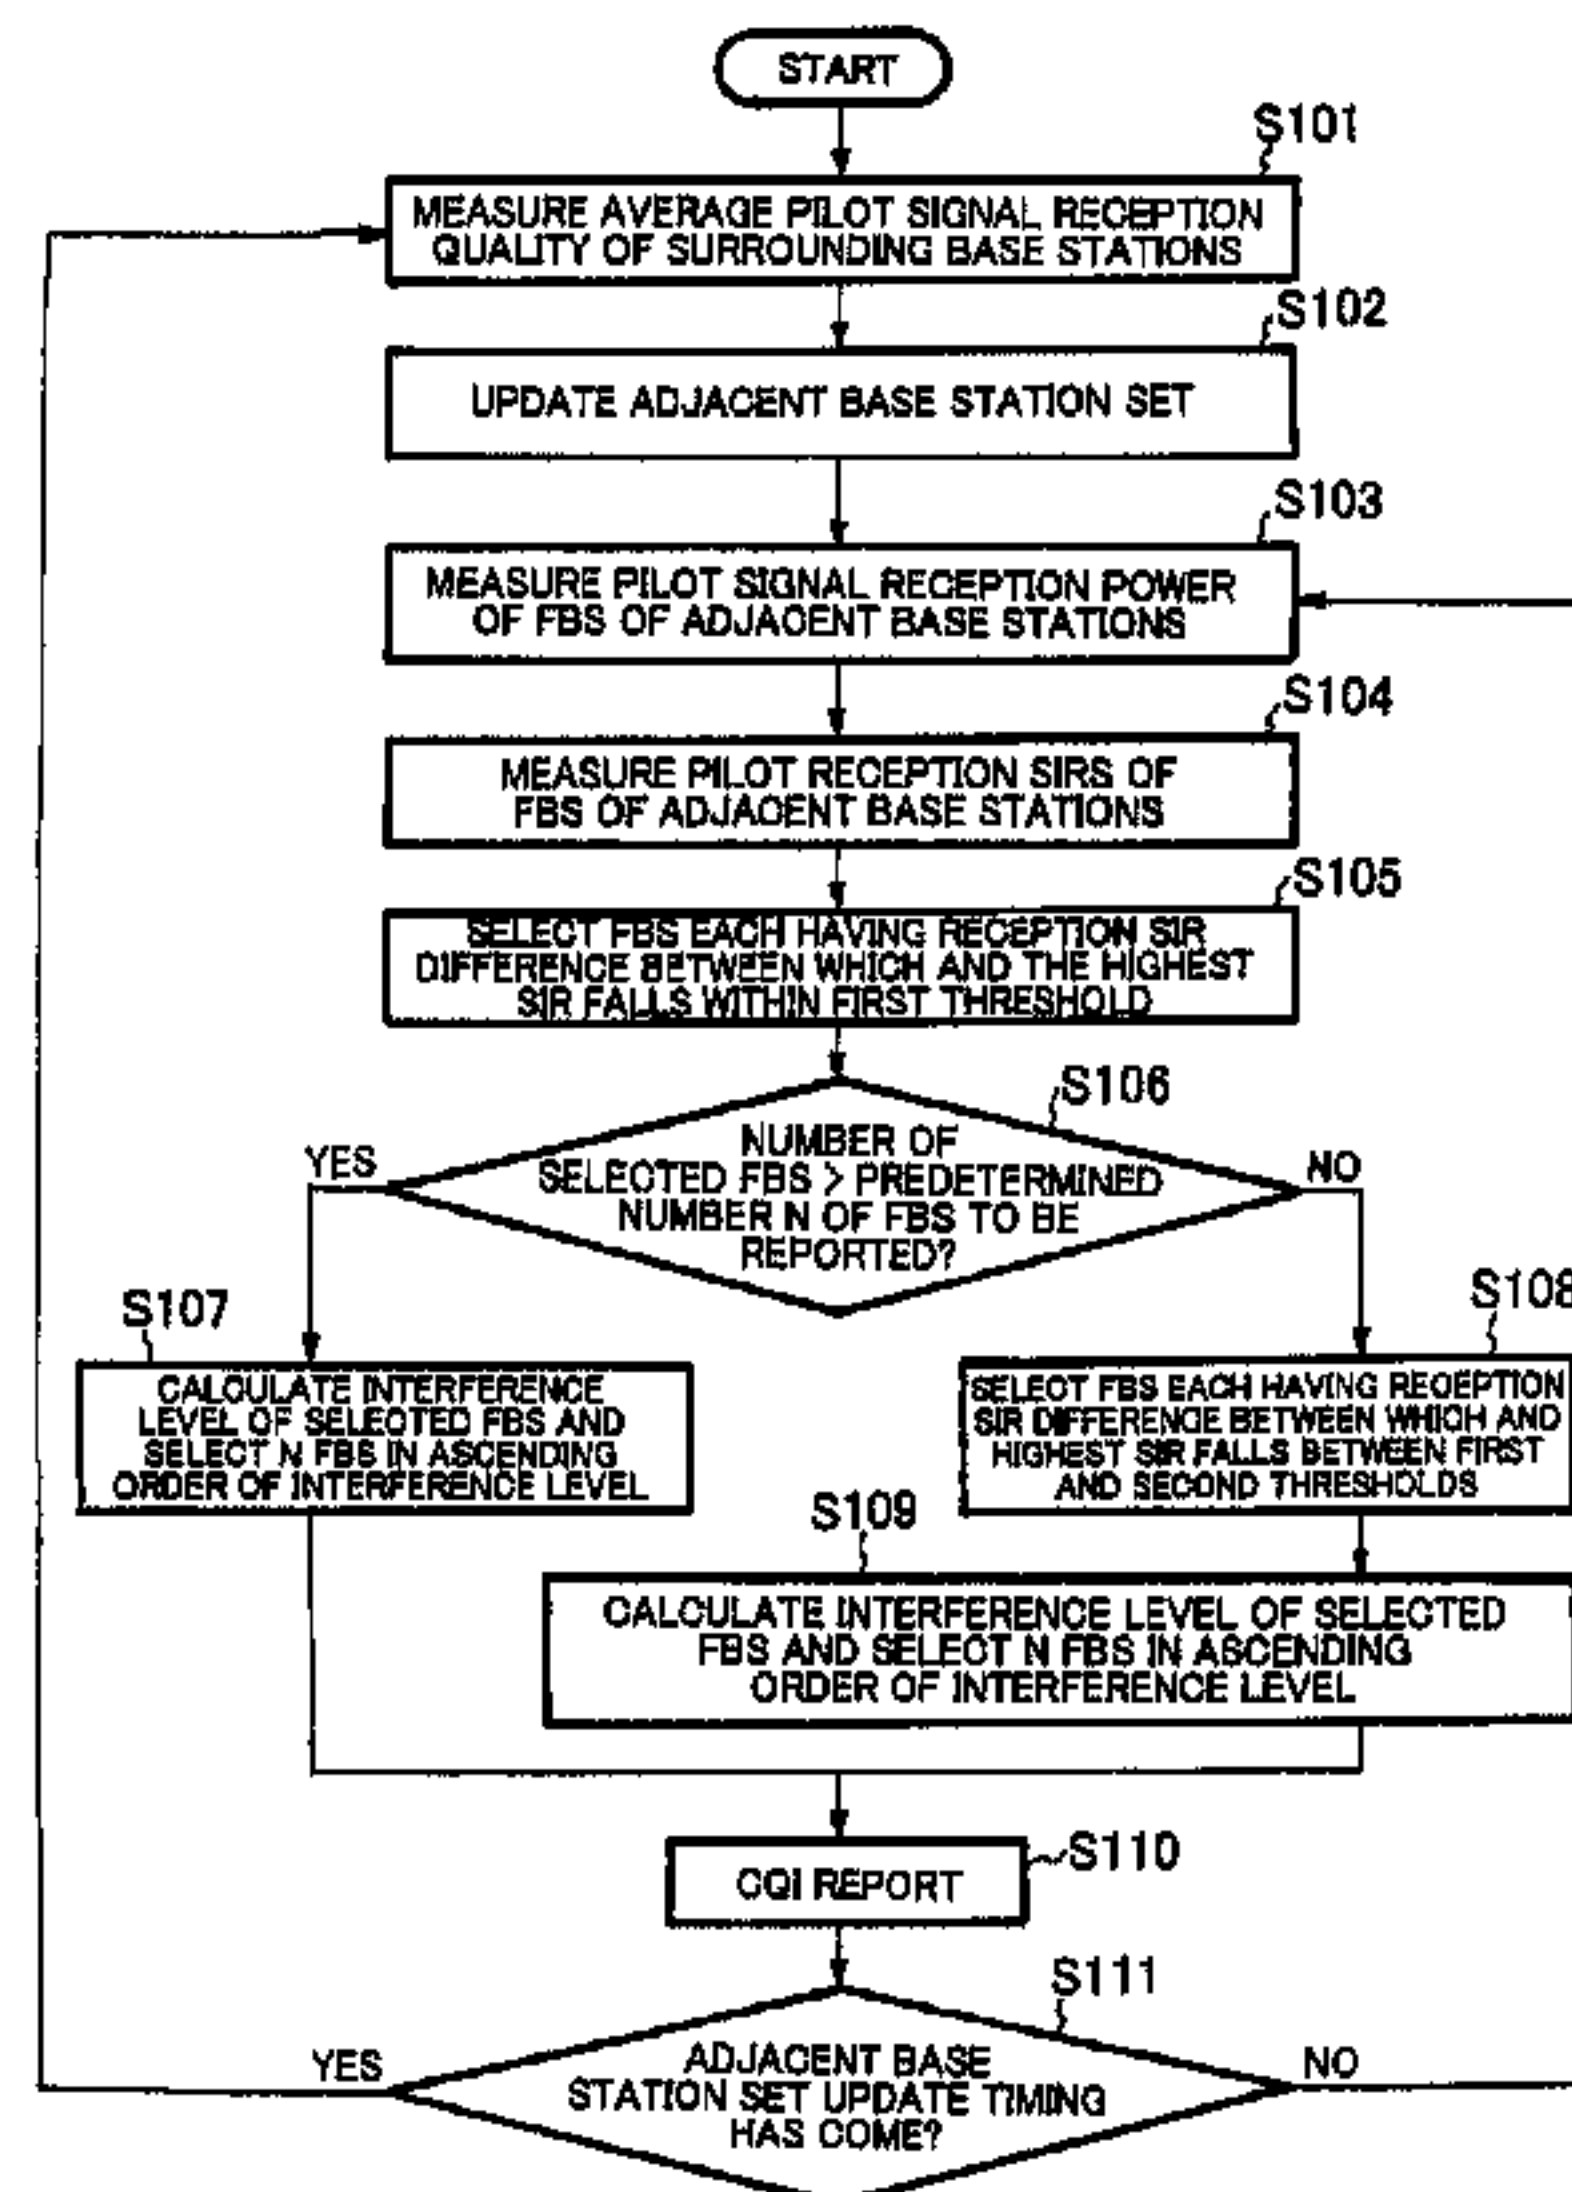 START
S101
MEASURE AVERAGE PILOT SIGNAL RECEPTION
QUALITY OF SURROUNDING BASE STATIONS
S102
UPDATE ADJACENT BASE STATION SET
S103
MEASURE PILOT SIGNAL RECEPTION POWER
OF FBS OF ADJACENT BASE STATIONS
S104
MEASURE PILOT RECEPTION SIRS OF
FBS OF ADJACENT BASE STATIONS
S105
SELECT FBS EACH HAVING RECEPTION SIR
DIFFERENCE BETWEEN WHICH AND THE HIGHEST
SIR FALLS WITHIN FIRST THRESHOLD
S106
YES
NUMBER OF
SELECTED FBS > PREDETERMINED
NUMBER N OF FBS TO BE
REPORTED?
NO
S107
CALCULATE INTERFERENCE
LEVEL OF SELECTED FBS AND
SELECT N FBS IN ASCENDING
ORDER OF INTERFERENCE LEVEL
S108
SELECT FBS EACH HAVING RECEPTION
SIR DIFFERENCE BETWEEN WHICH AND
HIGHEST SIR FALLS BETWEEN FIRST
AND SECOND THRESHOLDS
S109
CALCULATE INTERFERENCE LEVEL OF SELECTED
FBS AND SELECT N FBS IN ASCENDING
ORDER OF INTERFERENCE LEVEL
S110
CQI REPORT
S111
YES
ADJACENT BASE
STATION SET UPDATE TIMING
HAS COME?
NO